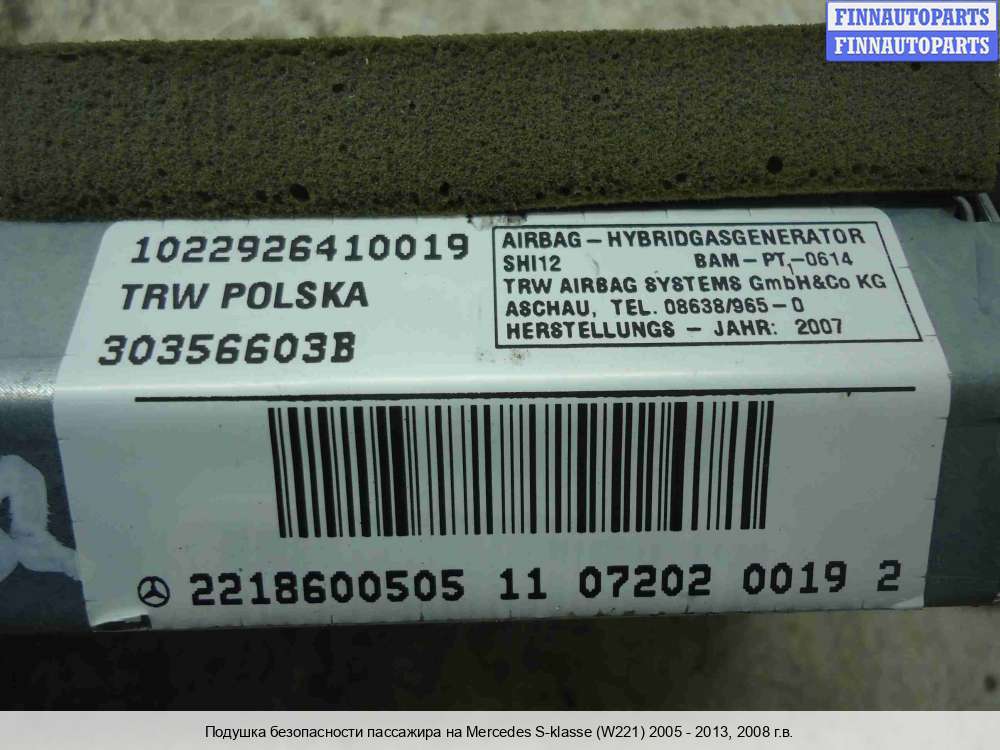 FINNAUTOPARTS
FINNAUTOPARTS
1022926410019
TRW POLSKA
30356603B
AIRBAG – HYBRIDGASGENERATOR
SHI12 BAM – PT,-0614
TRW AIRBAG SYSTEMS GmbH&Co KG
ASCHAU, TEL. 08638/965-0
HERSTELLUNGS - JAHR: 2007
2218600505 11 07202 0019 2
Подушка безопасности пассажира на Mercedes S-klasse (W221) 2005 - 2013, 2008 г.в.